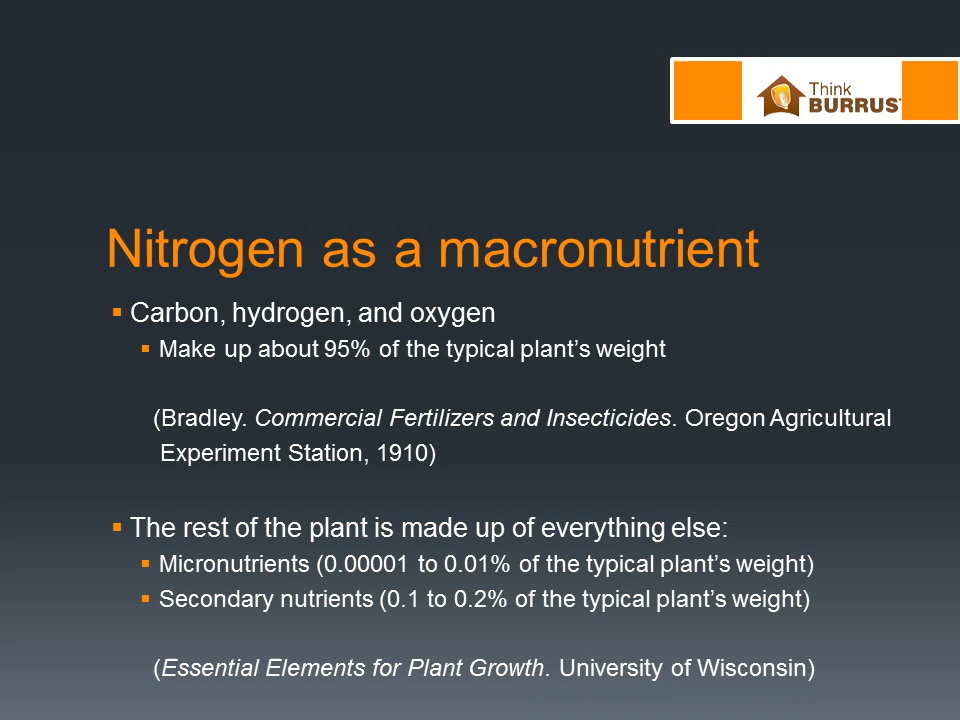 Think
BURRUS
Nitrogen as a macronutrient
Carbon, hydrogen, and oxygen
Make up about 95% of the typical plant’s weight
(Bradley. Commercial Fertilizers and Insecticides. Oregon Agricultural
Experiment Station, 1910)
The rest of the plant is made up of everything else:
Micronutrients (0.00001 to 0.01% of the typical plant’s weight)
Secondary nutrients (0.1 to 0.2% of the typical plant’s weight)
(Essential Elements for Plant Growth. University of Wisconsin)